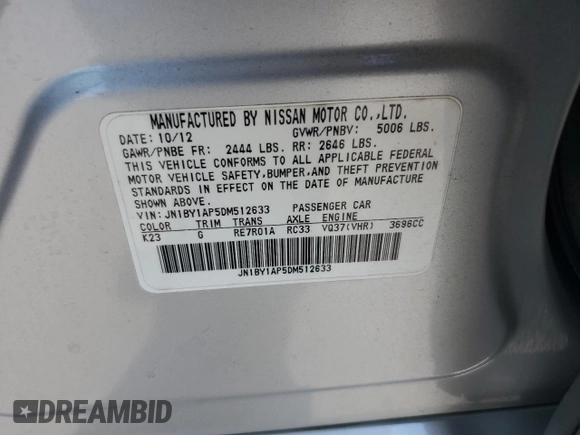 MANUFACTURED BY NISSAN MOTOR CO.,LTD.
DATE: 10/12 GVWR/PNBV: 5006 LBS.
GAWR/PNBE FR: 2444 LBS. RR: 2646 LBS.
THIS VEHICLE CONFORMS TO ALL APPLICABLE FEDERAL
MOTOR VEHICLE SAFETY,BUMPER,AND THEFT PREVENTION
STANDARDS IN EFFECT ON THE DATE OF MANUFACTURE
SHOWN ABOVE.
VIN: JN1BY1AP5DM512633 PASSENGER CAR
COLOR TRIM TRANS AXLE ENGINE
K23 G RE7R01A RC33 VQ37(VHR) 3696CC
JN1BY1AP5DM512633
DREAMBID